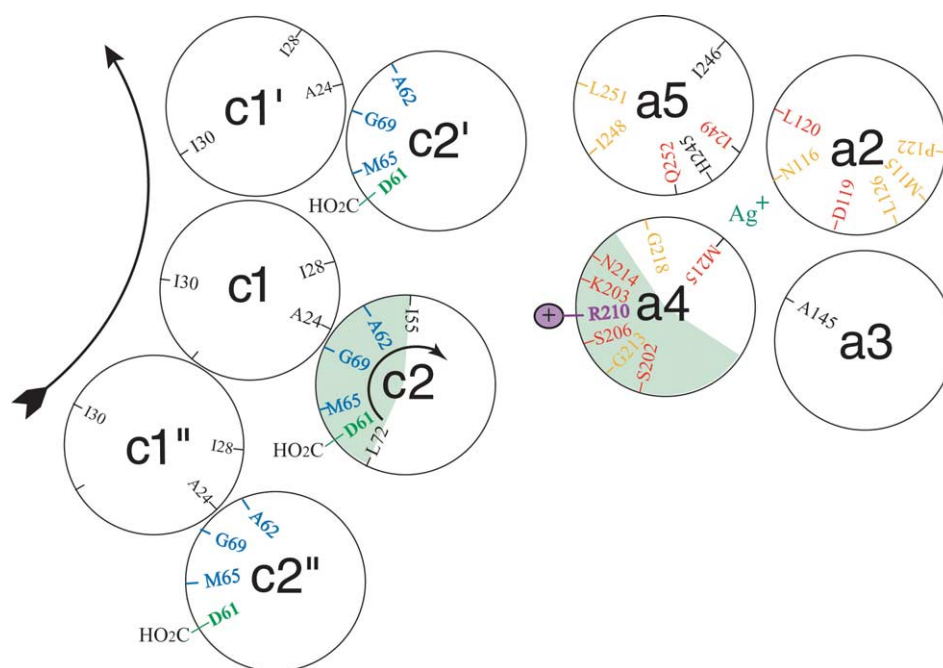 c1'
I28
A24
I30
c2'
A62
G69
M65
D61
HO2C
c1
I30
I28
A24
c2
I55
A62
G69
M65
D61
L72
HO2C
c1"
I30
I28
A24
c2"
A62
G69
M65
D61
HO2C
a5
I246
L251
I248
I249
H245
Q252
a2
L120
N116
P122
M115
L126
D119
Ag+
a4
G218
M215
N214
K203
R210
+
S206
G213
S202
a3
A145